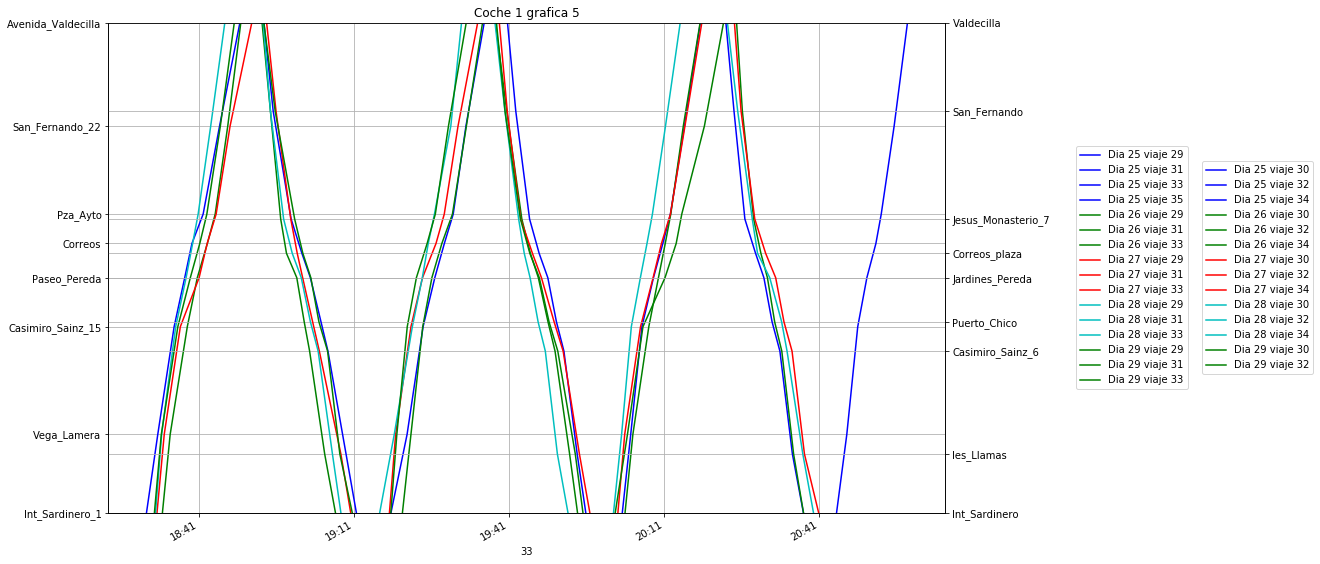 Coche 1 grafica 5
Avenida_Valdecilla
San_Fernando_22
Pza_Ayto
Correos
Paseo_Pereda
Casimiro_Sainz_15
Vega_Lamera
Int_Sardinero_1
Valdecilla
San_Fernando
Jesus_Monasterio_7
Correos_plaza
Jardines_Pereda
Puerto_Chico
Casimiro_Sainz_6
Ies_Llamas
Int_Sardinero
18:41
19:11
19:41
20:11
20:41
33
Dia 25 viaje 29
Dia 25 viaje 31
Dia 25 viaje 33
Dia 25 viaje 35
Dia 26 viaje 29
Dia 26 viaje 31
Dia 26 viaje 33
Dia 27 viaje 29
Dia 27 viaje 31
Dia 27 viaje 33
Dia 28 viaje 29
Dia 28 viaje 31
Dia 28 viaje 33
Dia 29 viaje 29
Dia 29 viaje 31
Dia 29 viaje 33
Dia 25 viaje 30
Dia 25 viaje 32
Dia 25 viaje 34
Dia 26 viaje 30
Dia 26 viaje 32
Dia 26 viaje 34
Dia 27 viaje 30
Dia 27 viaje 32
Dia 27 viaje 34
Dia 28 viaje 30
Dia 28 viaje 32
Dia 28 viaje 34
Dia 29 viaje 30
Dia 29 viaje 32